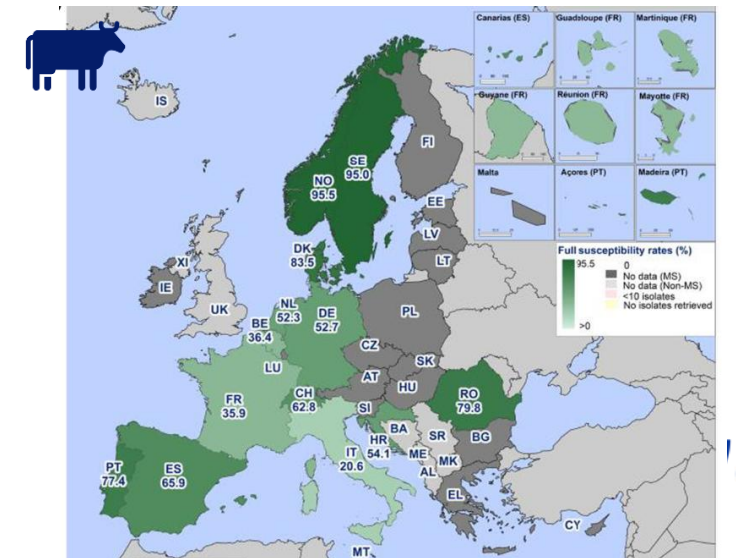 Canarias (ES)
Guadeloupe (FR)
Martinique (FR)
Guyane (FR)
Réunion (FR)
Mayotte (FR)
Malta
Açores (PT)
Madeira (PT)
Full susceptibility rates (%)
95.5
>0
0
No data (MS)
No data (Non-MS)
<10 isolates
No isolates retrieved
IS
FI
SE
95.0
NO
95.5
EE
LV
LT
DK
83.5
XI
IE
UK
NL
52.3
DE
52.7
PL
BE
36.4
LU
CZ
SK
AT
HU
CH
62.8
FR
35.9
SI
RO
79.8
BA
HR
54.1
SR
BG
IT
20.6
ME
MK
AL
PT
77.4
ES
65.9
EL
CY
MT